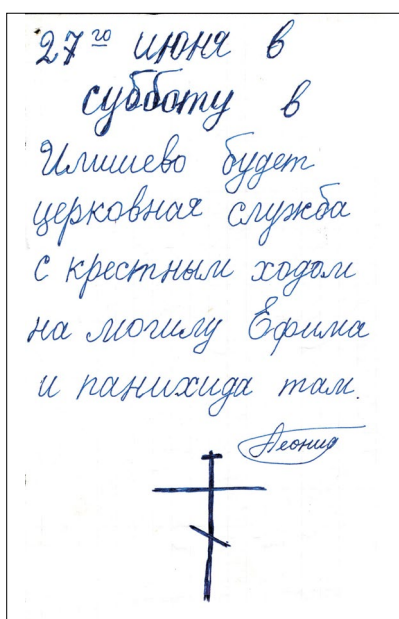 27го июня в
субботу в
Илишево будет
церковная служба
с крестным ходом
на могилу Ефима
и панихида там.
Леонид